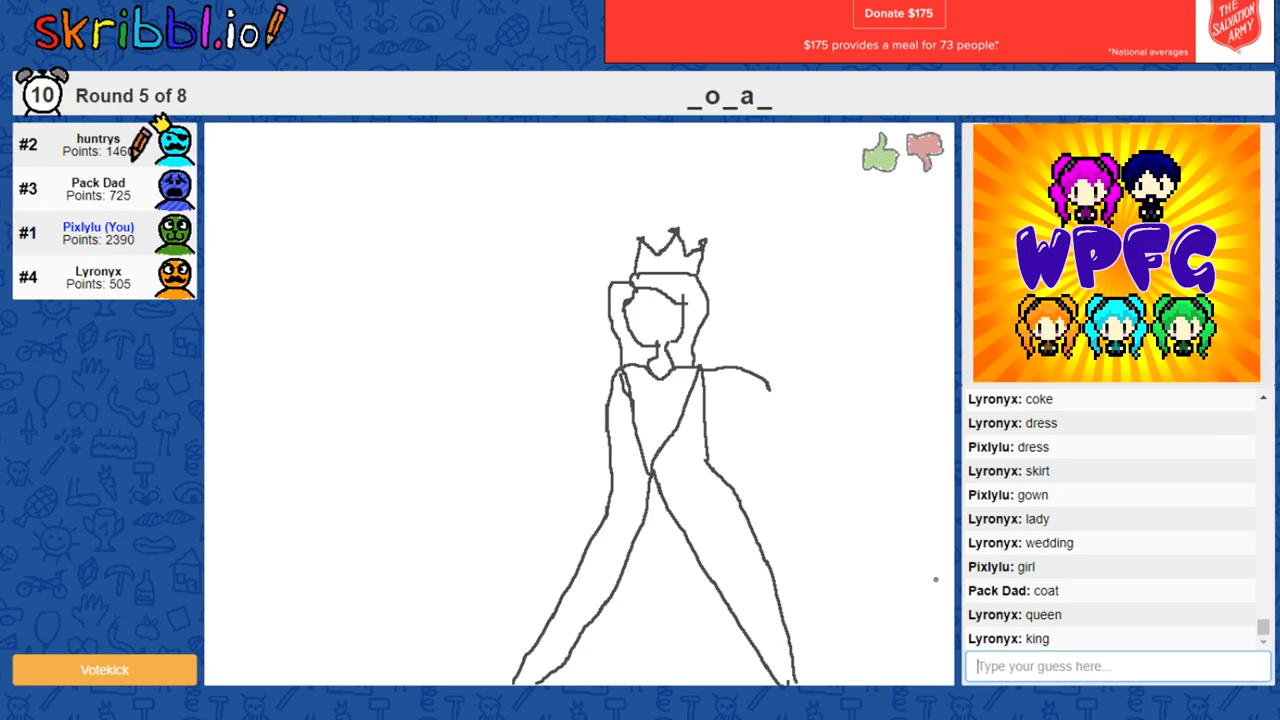 skribbl.io
Donate $175
$175 provides a meal for 73 people.*
*National averages
THE SALVATION ARMY
10
Round 5 of 8
_o_a_
#2
huntrys
Points: 1460
#3
Pack Dad
Points: 725
#1
Pixlylu (You)
Points: 2390
#4
Lyronyx
Points: 505
WPFG
Lyronyx: coke
Lyronyx: dress
Pixlylu: dress
Lyronyx: skirt
Pixlylu: gown
Lyronyx: lady
Lyronyx: wedding
Pixlylu: girl
Pack Dad: coat
Lyronyx: queen
Lyronyx: king
Type your guess here...
Votekick